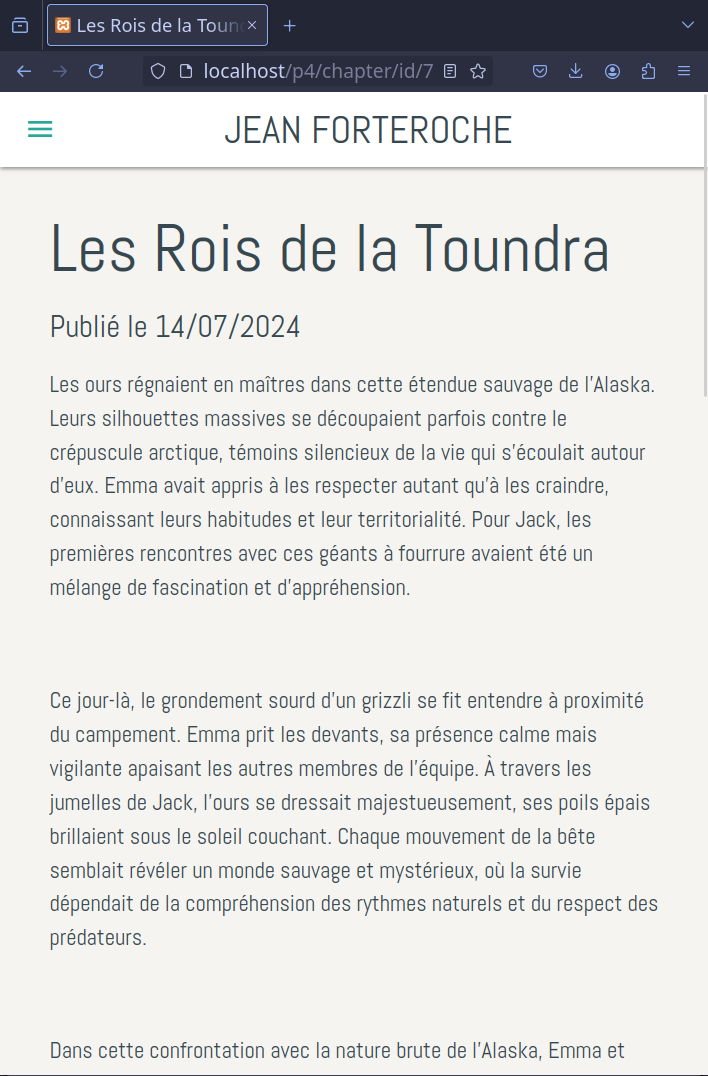 Les Rois de la Toun
localhost/p4/chapter/id/7
JEAN FORTEROCHE
Les Rois de la Toundra
Publié le 14/07/2024
Les ours régnaient en maîtres dans cette étendue sauvage de l'Alaska.
Leurs silhouettes massives se découpaient parfois contre le
crépuscule arctique, témoins silencieux de la vie qui s'écoulait autour
d'eux. Emma avait appris à les respecter autant qu'à les craindre,
connaissant leurs habitudes et leur territorialité. Pour Jack, les
premières rencontres avec ces géants à fourrure avaient été un
mélange de fascination et d'appréhension.
Ce jour-là, le grondement sourd d'un grizzli se fit entendre à proximité
du campement. Emma prit les devants, sa présence calme mais
vigilante apaisant les autres membres de l'équipe. À travers les
jumelles de Jack, l'ours se dressait majestueusement, ses poils épais
brillaient sous le soleil couchant. Chaque mouvement de la bête
semblait révéler un monde sauvage et mystérieux, où la survie
dépendait de la compréhension des rythmes naturels et du respect des
prédateurs.
Dans cette confrontation avec la nature brute de l'Alaska, Emma et